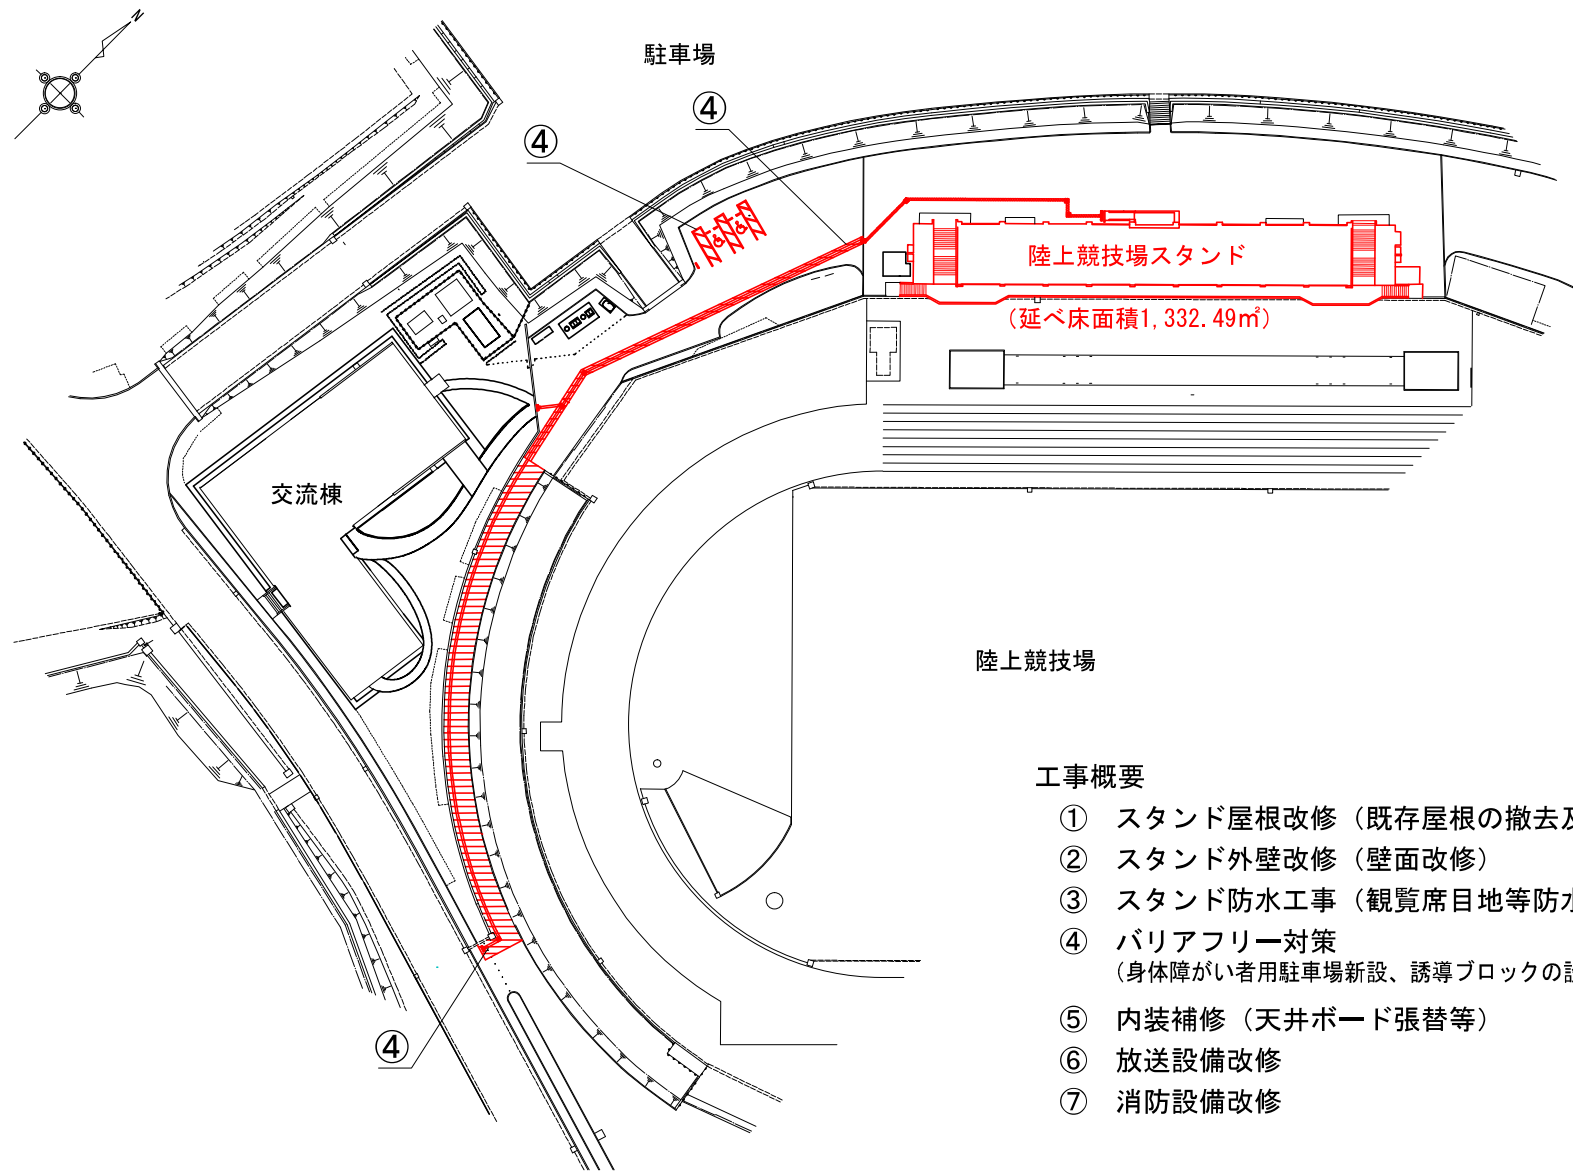 N
駐車場
④
④
陸上競技場スタンド
(延べ床面積1,332.49㎡)
交流棟
陸上競技場
④
工事概要
① スタンド屋根改修（既存屋根の撤去及
② スタンド外壁改修（壁面改修）
③ スタンド防水工事（観覧席目地等防水
④ バリアフリー対策
（身体障がい者用駐車場新設、誘導ブロックの設
⑤ 内装補修（天井ボード張替等）
⑥ 放送設備改修
⑦ 消防設備改修